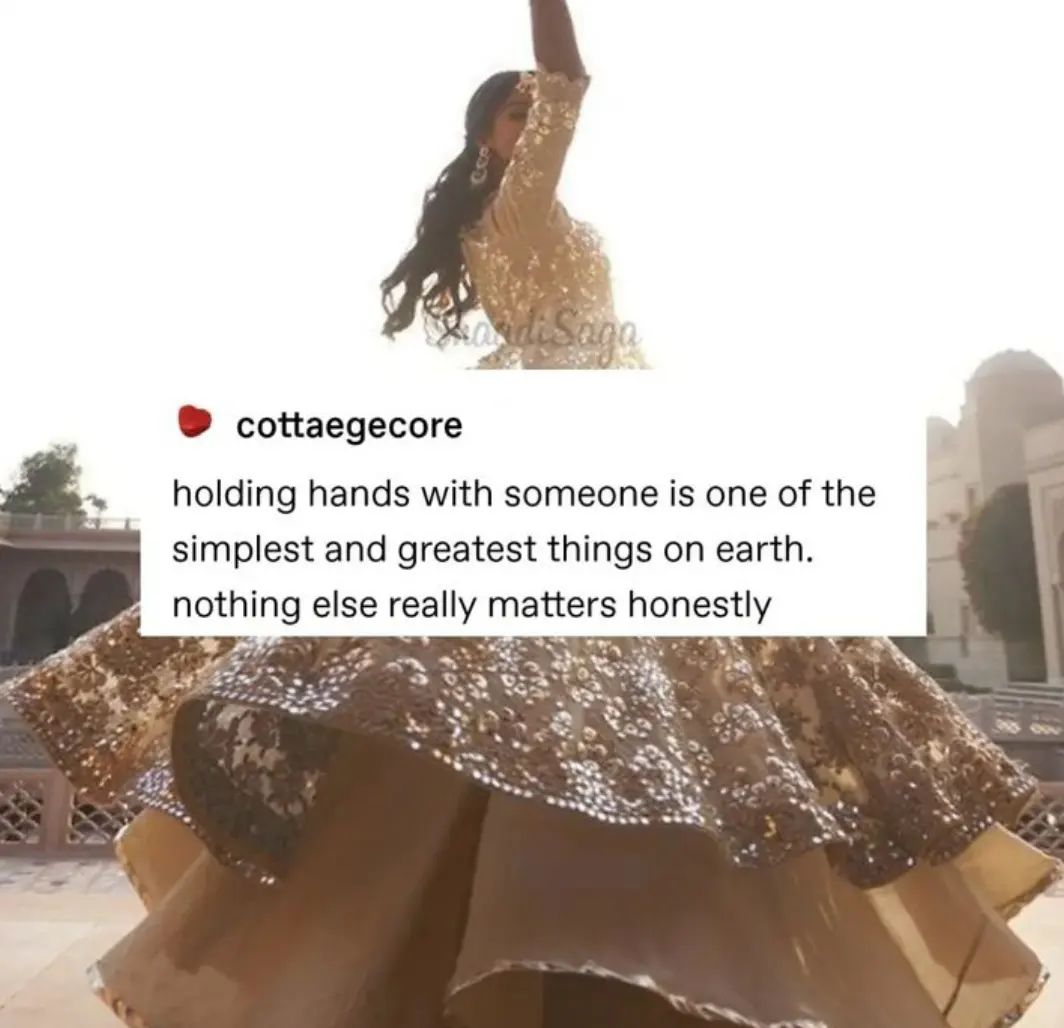 ShaadiSaga
cottaegecore
holding hands with someone is one of the
simplest and greatest things on earth.
nothing else really matters honestly